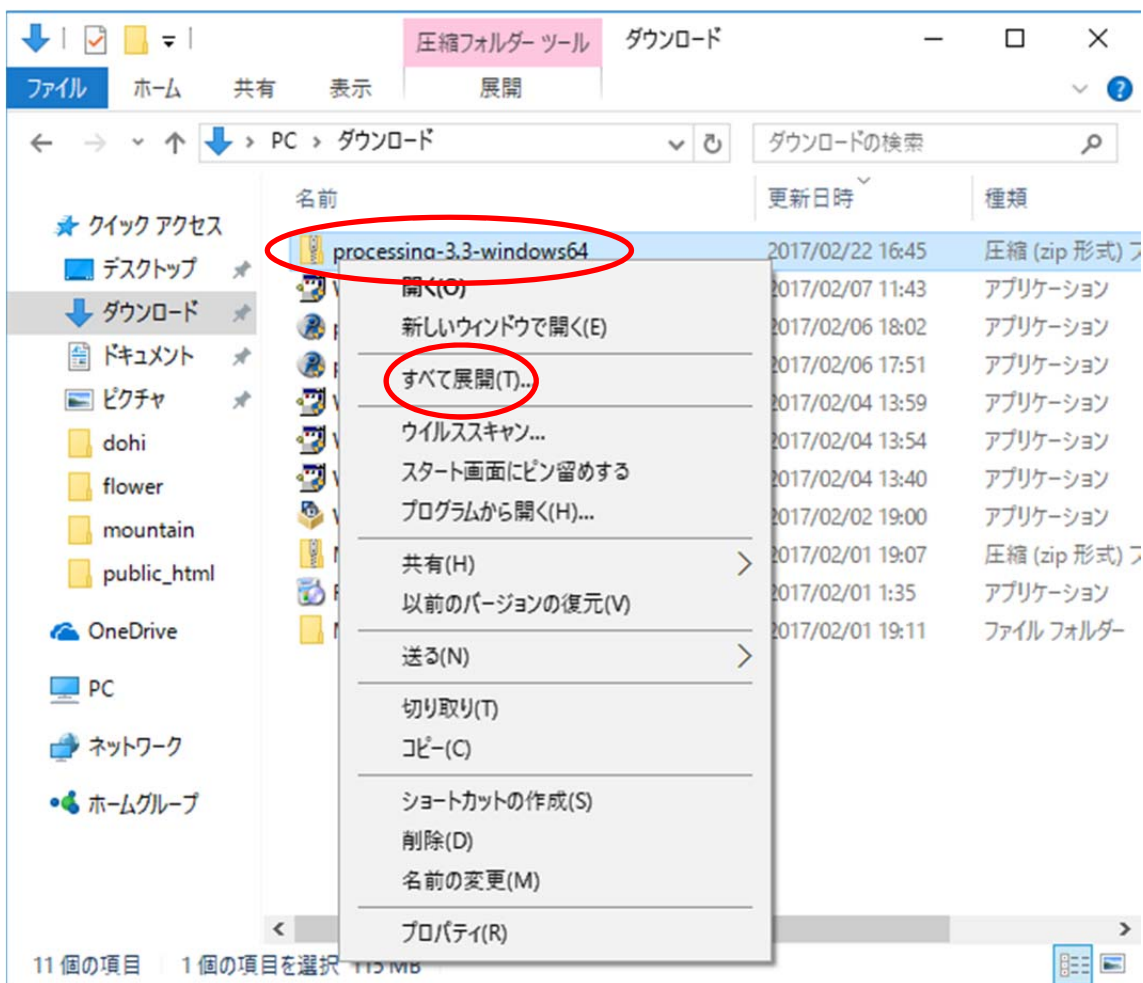 圧縮フォルダー ツール ダウンロード
ファイル ホーム 共有 表示 展開
PC › ダウンロード ダウンロードの検索
名前 更新日時 種類
クイック アクセス
デスクトップ
ダウンロード
ドキュメント
ピクチャ
dohi
flower
mountain
public_html
OneDrive
PC
ネットワーク
ホームグループ
processing-3.3-windows64 2017/02/22 16:45 圧縮 (zip 形式)
2017/02/07 11:43 アプリケーション
2017/02/06 18:02 アプリケーション
2017/02/06 17:51 アプリケーション
2017/02/04 13:59 アプリケーション
2017/02/04 13:54 アプリケーション
2017/02/04 13:40 アプリケーション
2017/02/02 19:00 アプリケーション
2017/02/01 19:07 圧縮 (zip 形式)
2017/02/01 1:35 アプリケーション
2017/02/01 19:11 ファイル フォルダー
開く(O)
新しいウィンドウで開く(E)
すべて展開(T)...
ウイルススキャン...
スタート画面にピン留めする
プログラムから開く(H)...
共有(H)
以前のバージョンの復元(V)
送る(N)
切り取り(T)
コピー(C)
ショートカットの作成(S)
削除(D)
名前の変更(M)
プロパティ(R)
11 個の項目 1 個の項目を選択 115 MB